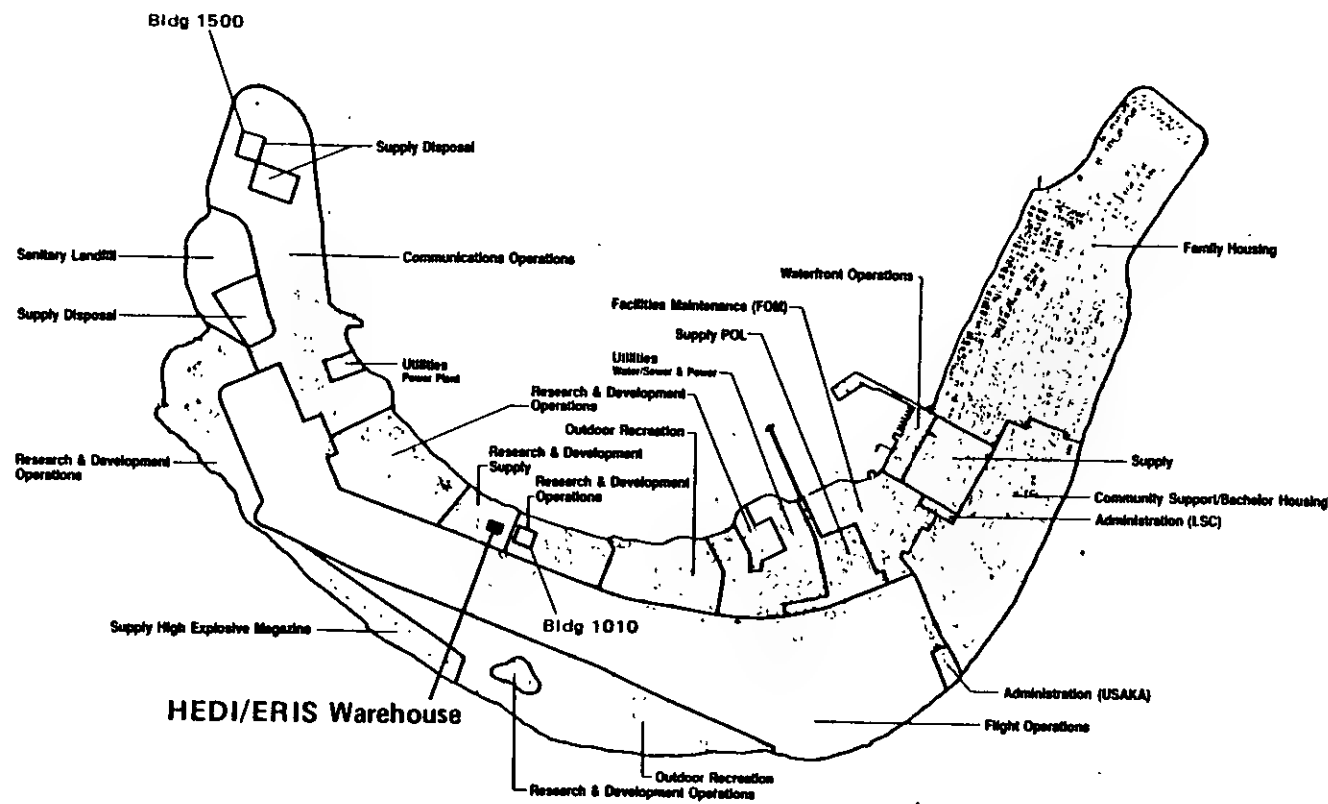 Bldg 1500
Supply Disposal
Sanitary Landfill
Communications Operations
Family Housing
Waterfront Operations
Supply Disposal
Facilities Maintenance (FOM)
Supply POL
Utilities
Water/Sewer & Power
Utilities
Power Plant
Research & Development
Operations
Outdoor Recreation
Research & Development
Supply
Research & Development
Operations
Research & Development
Operations
Supply
Community Support/Bachelor Housing
Administration (LSC)
Supply High Explosive Magazine
Bldg 1010
HEDI/ERIS Warehouse
Administration (USAKA)
Flight Operations
Outdoor Recreation
Research & Development Operations